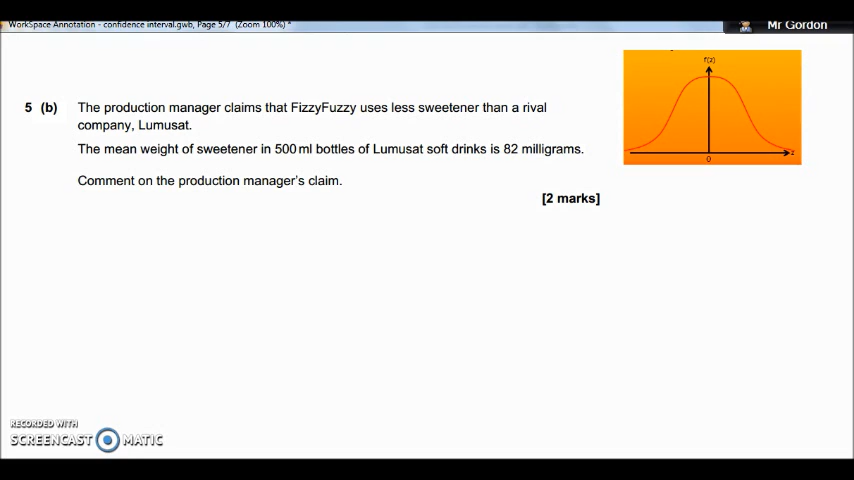 WorkSpace Annotation - confidence interval.gwb, Page 5/7 (Zoom 100%) *
Mr Gordon
f(z)
z
0
5 (b) The production manager claims that FizzyFuzzy uses less sweetener than a rival
company, Lumusat.
The mean weight of sweetener in 500 ml bottles of Lumusat soft drinks is 82 milligrams.
Comment on the production manager's claim.
[2 marks]
RECORDED WITH
SCREENCAST MATIC